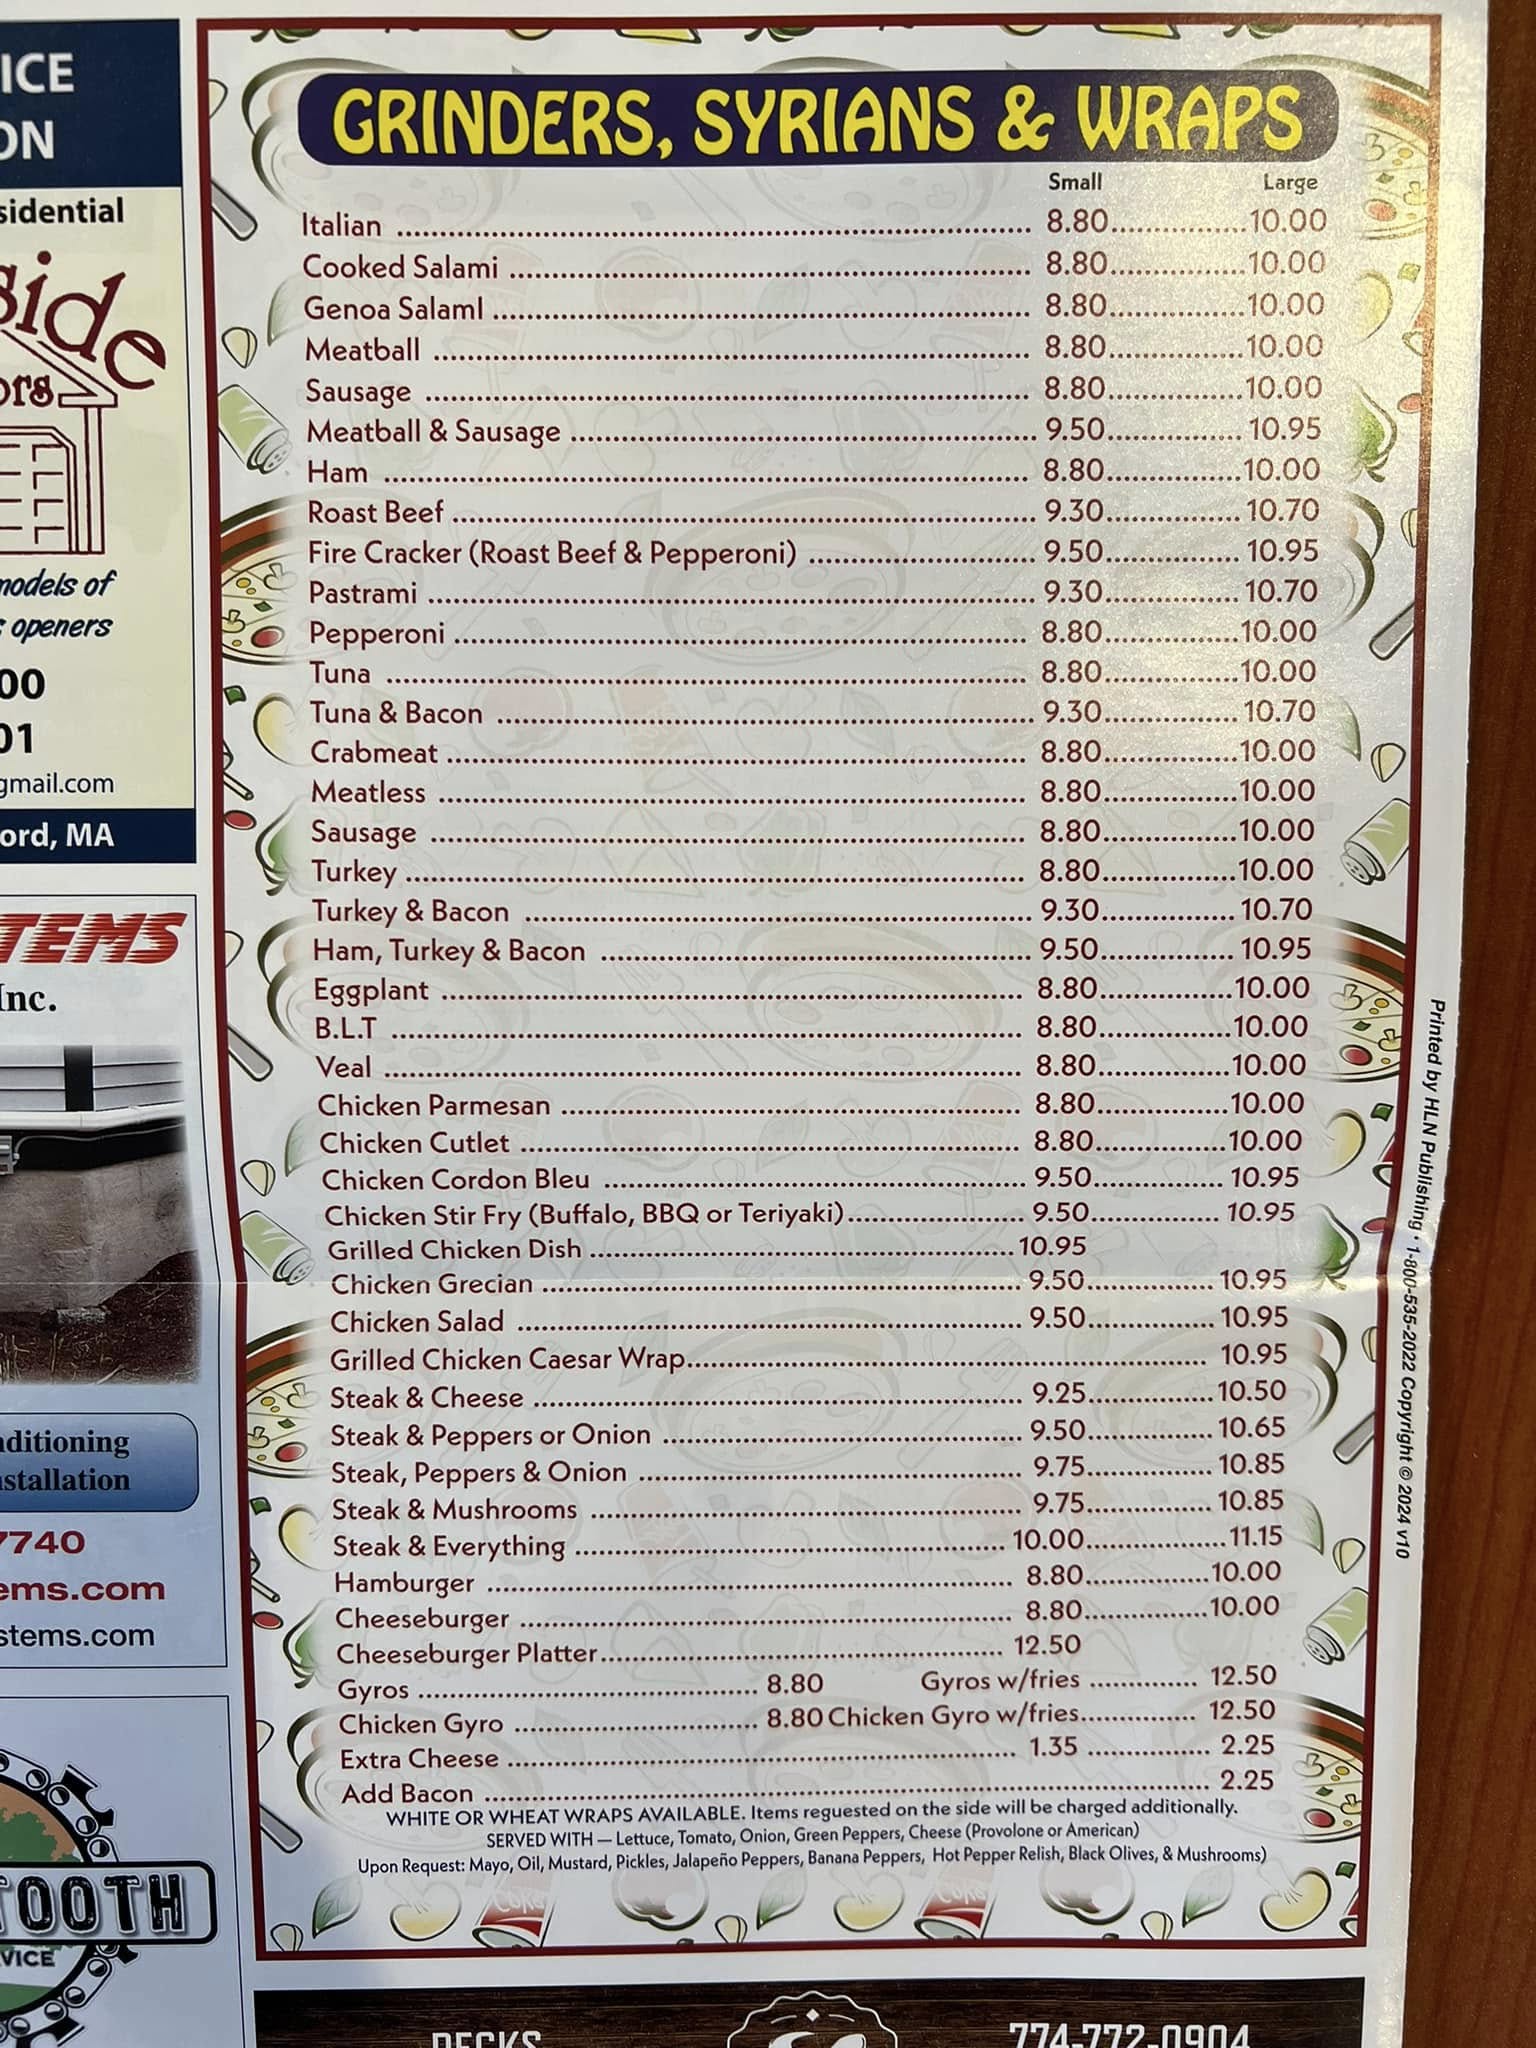 ICE
ON
sidential
side
ors
models of
s openers
00
01
gmail.com
ord, MA
TEMS
Inc.
nditioning
nstallation
7740
ems.com
stems.com
TOOTH
VICE
GRINDERS, SYRIANS & WRAPS
Small Large
Italian 8.80 10.00
Cooked Salami 8.80 10.00
Genoa SalamI 8.80 10.00
Meatball 8.80 10.00
Sausage 8.80 10.00
Meatball & Sausage 9.50 10.95
Ham 8.80 10.00
Roast Beef 9.30 10.70
Fire Cracker (Roast Beef & Pepperoni) 9.50 10.95
Pastrami 9.30 10.70
Pepperoni 8.80 10.00
Tuna 8.80 10.00
Tuna & Bacon 9.30 10.70
Crabmeat 8.80 10.00
Meatless 8.80 10.00
Sausage 8.80 10.00
Turkey 8.80 10.00
Turkey & Bacon 9.30 10.70
Ham, Turkey & Bacon 9.50 10.95
Eggplant 8.80 10.00
B.L.T 8.80 10.00
Veal 8.80 10.00
Chicken Parmesan 8.80 10.00
Chicken Cutlet 8.80 10.00
Chicken Cordon Bleu 9.50 10.95
Chicken Stir Fry (Buffalo, BBQ or Teriyaki) 9.50 10.95
Grilled Chicken Dish 10.95
Chicken Grecian 9.50 10.95
Chicken Salad 9.50 10.95
Grilled Chicken Caesar Wrap 10.95
Steak & Cheese 9.25 10.50
Steak & Peppers or Onion 9.50 10.65
Steak, Peppers & Onion 9.75 10.85
Steak & Mushrooms 9.75 10.85
Steak & Everything 10.00 11.15
Hamburger 8.80 10.00
Cheeseburger 8.80 10.00
Cheeseburger Platter 12.50
Gyros 8.80 Gyros w/fries 12.50
Chicken Gyro 8.80 Chicken Gyro w/fries 12.50
Extra Cheese 1.35 2.25
Add Bacon 2.25
WHITE OR WHEAT WRAPS AVAILABLE. Items reguested on the side will be charged additionally.
SERVED WITH — Lettuce, Tomato, Onion, Green Peppers, Cheese (Provolone or American)
Upon Request: Mayo, Oil, Mustard, Pickles, Jalapeño Peppers, Banana Peppers, Hot Pepper Relish, Black Olives, & Mushrooms)
Printed by HLN Publishing • 1-800-535-2022 Copyright © 2024 v10
DECKS
774-772-0904